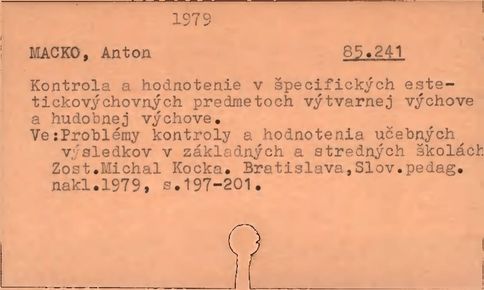 1979
MACKO, Anton 85.241
Kontrola a hodnotenie v špecifických este-
tickovýchovných predmetoch výtvarnej výchove
a hudobnej výchove.
Ve:Problémy kontroly a hodnotenia učebných
výsledkov v základných a stredných školách
Zost.Michal Kocka. Bratislava,Slov.pedag.
nakl.1979, s.197-201.